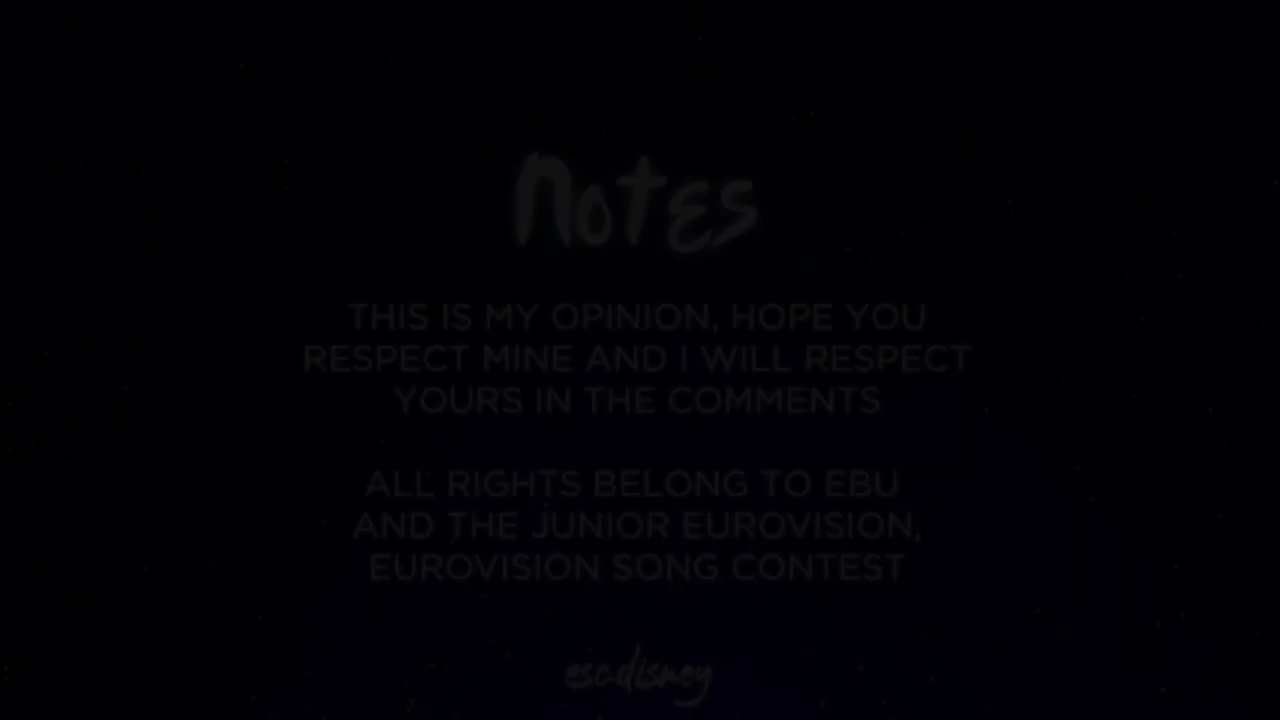 Notes
THIS IS MY OPINION, HOPE YOU
RESPECT MINE AND I WILL RESPECT
YOURS IN THE COMMENTS
ALL RIGHTS BELONG TO EBU
AND THE JUNIOR EUROVISION,
EUROVISION SONG CONTEST
escdisney